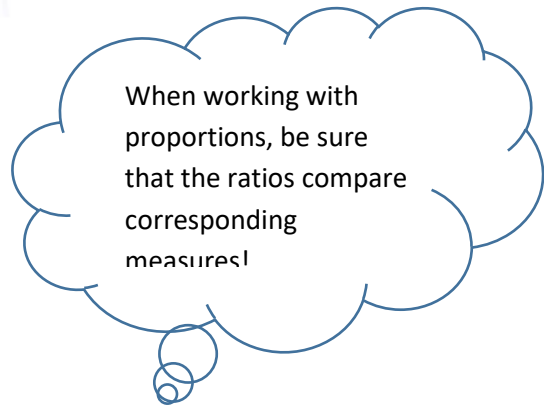 When working with
proportions, be sure
that the ratios compare
corresponding
measures!